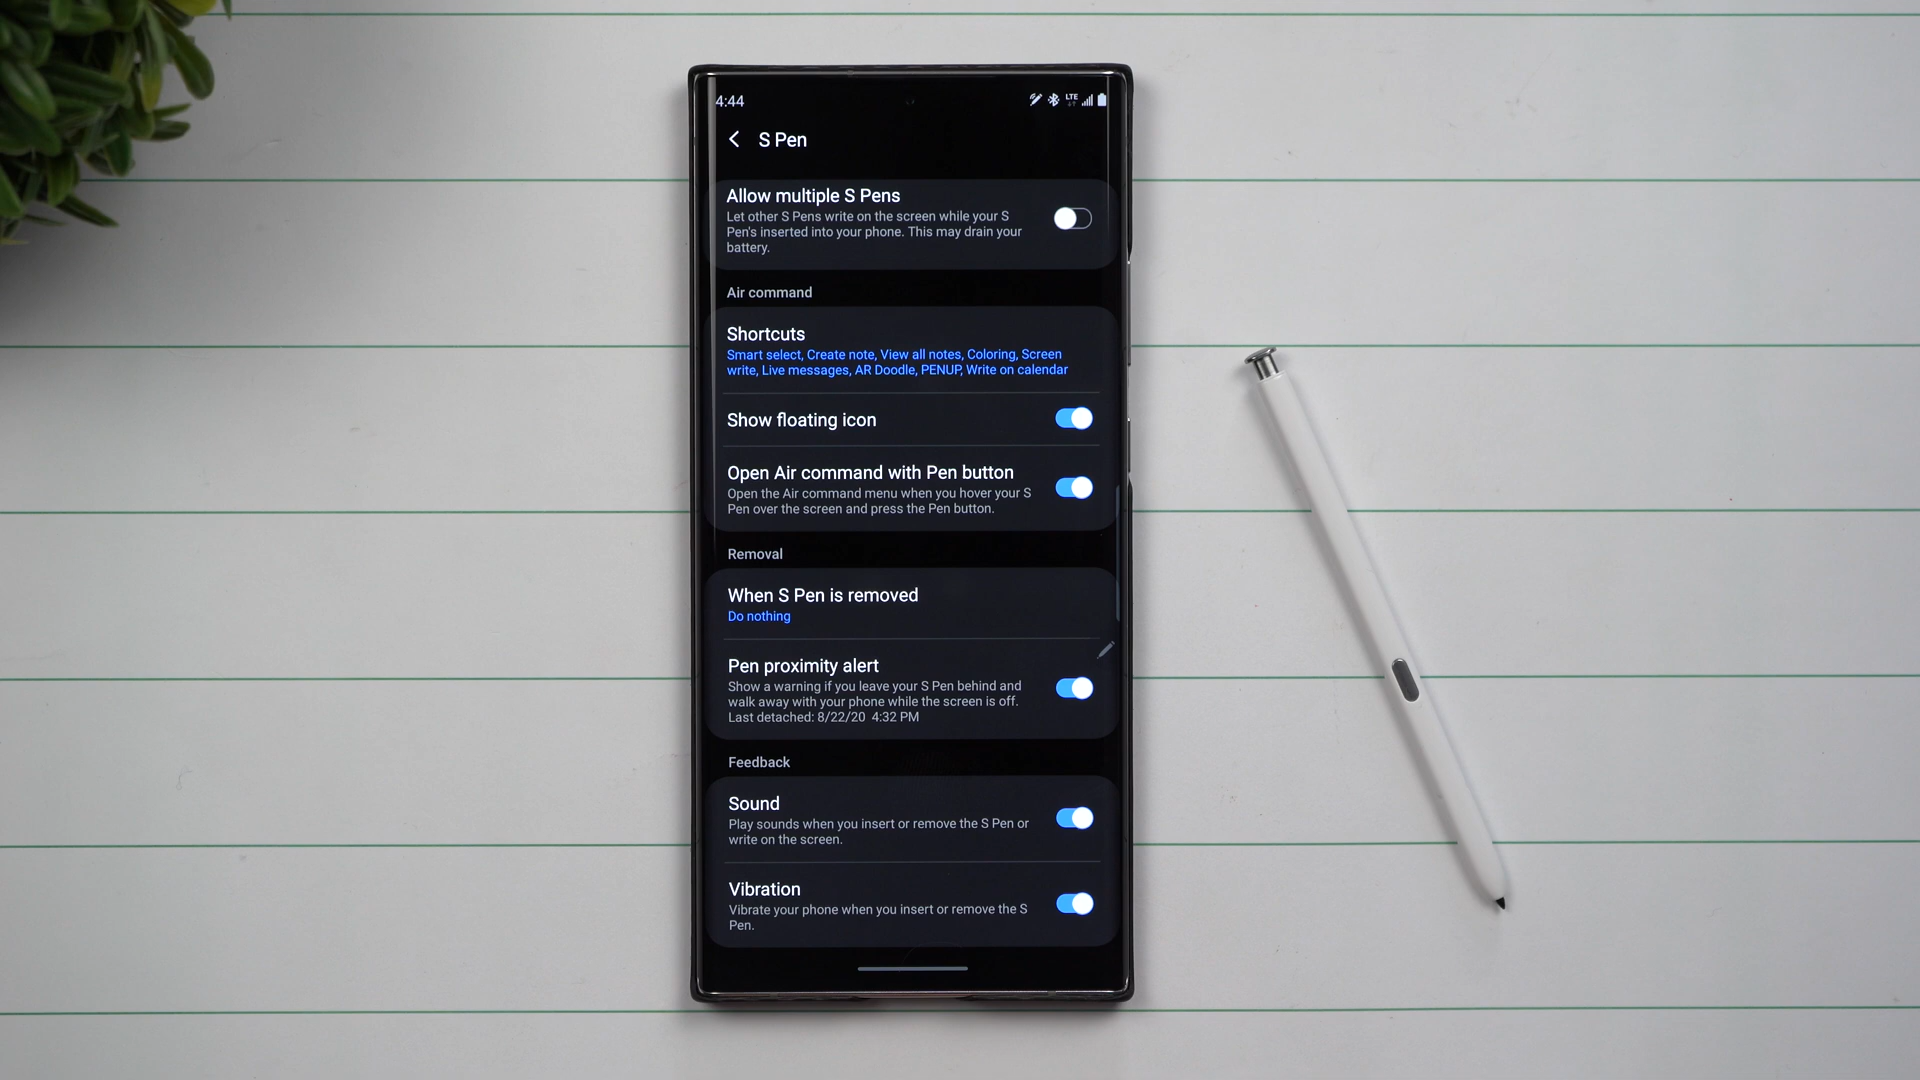 4:44
LTE
S Pen
Allow multiple S Pens
Let other S Pens write on the screen while your S
Pen's inserted into your phone. This may drain your
battery.
Air command
Shortcuts
Smart select, Create note, View all notes, Coloring, Screen
write, Live messages, AR Doodle, PENUP, Write on calendar
Show floating icon
Open Air command with Pen button
Open the Air command menu when you hover your S
Pen over the screen and press the Pen button.
Removal
When S Pen is removed
Do nothing
Pen proximity alert
Show a warning if you leave your S Pen behind and
walk away with your phone while the screen is off.
Last detached: 8/22/20 4:32 PM
Feedback
Sound
Play sounds when you insert or remove the S Pen or
write on the screen.
Vibration
Vibrate your phone when you insert or remove the S
Pen.